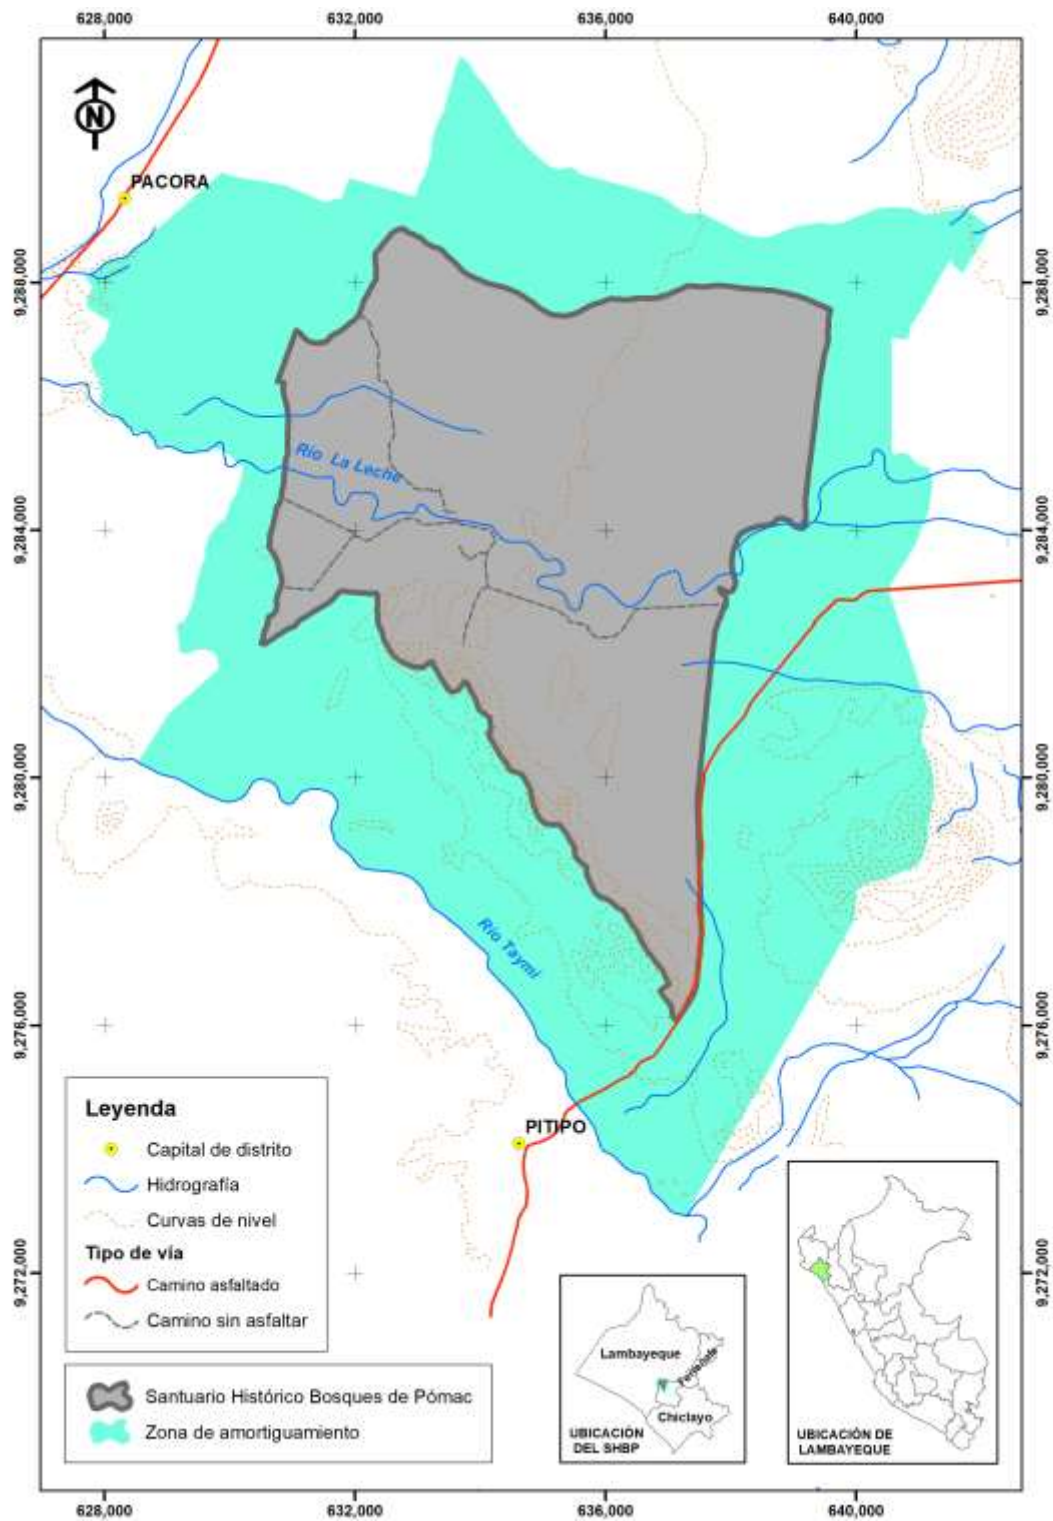 628,000 632,000 636,000 640,000
N
PACORA
9,288,000 9,288,000
Río La Leche
9,284,000 9,284,000
9,280,000 9,280,000
Río Taymi
9,276,000 9,276,000
PITIPO
Leyenda
Capital de distrito
Hidrografía
Curvas de nivel
Tipo de vía
Camino asfaltado
Camino sin asfaltar
9,272,000 9,272,000
Santuario Histórico Bosques de Pómac
Zona de amortiguamiento
Lambayeque
Ferreñafe
Chiclayo
UBICACIÓN
DEL SHBP
UBICACIÓN DE
LAMBAYEQUE
628,000 632,000 636,000 640,000